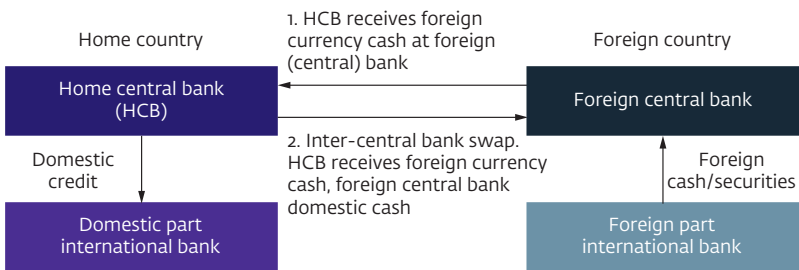 Home country
1. HCB receives foreign
currency cash at foreign
(central) bank
Foreign country
Home central bank
(HCB)
Foreign central bank
Domestic
credit
2. Inter-central bank swap.
HCB receives foreign currency
cash, foreign central bank
domestic cash
Foreign
cash/securities
Domestic part
international bank
Foreign part
international bank